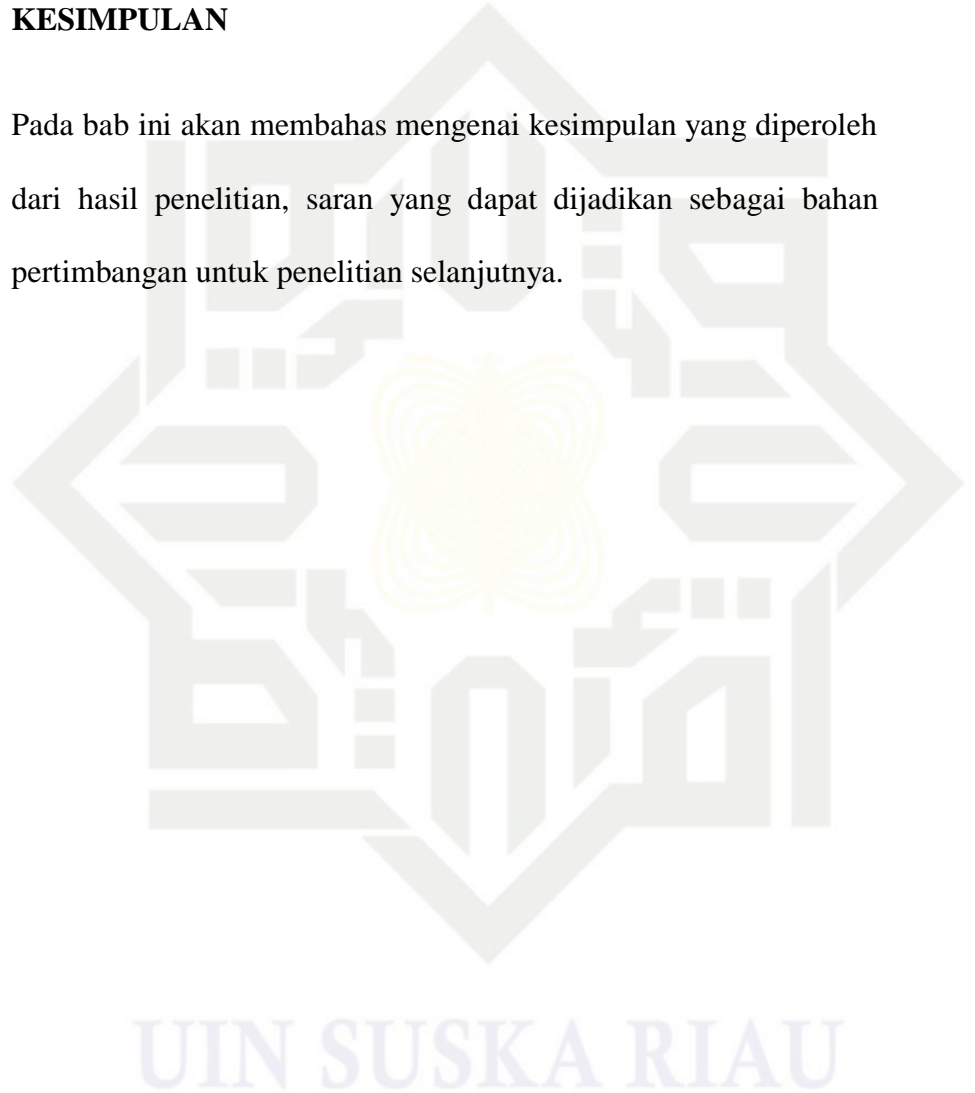 KESIMPULAN
Pada bab ini akan membahas mengenai kesimpulan yang diperoleh
dari hasil penelitian, saran yang dapat dijadikan sebagai bahan
pertimbangan untuk penelitian selanjutnya.
UIN SUSKA RIAU